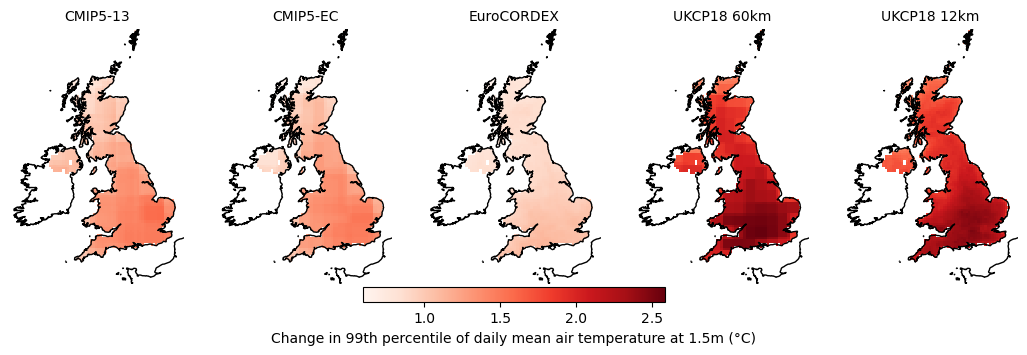 CMIP5-13
CMIP5-EC
EuroCORDEX
UKCP18 60km
UKCP18 12km
1.0
1.5
2.0
2.5
Change in 99th percentile of daily mean air temperature at 1.5m (°C)